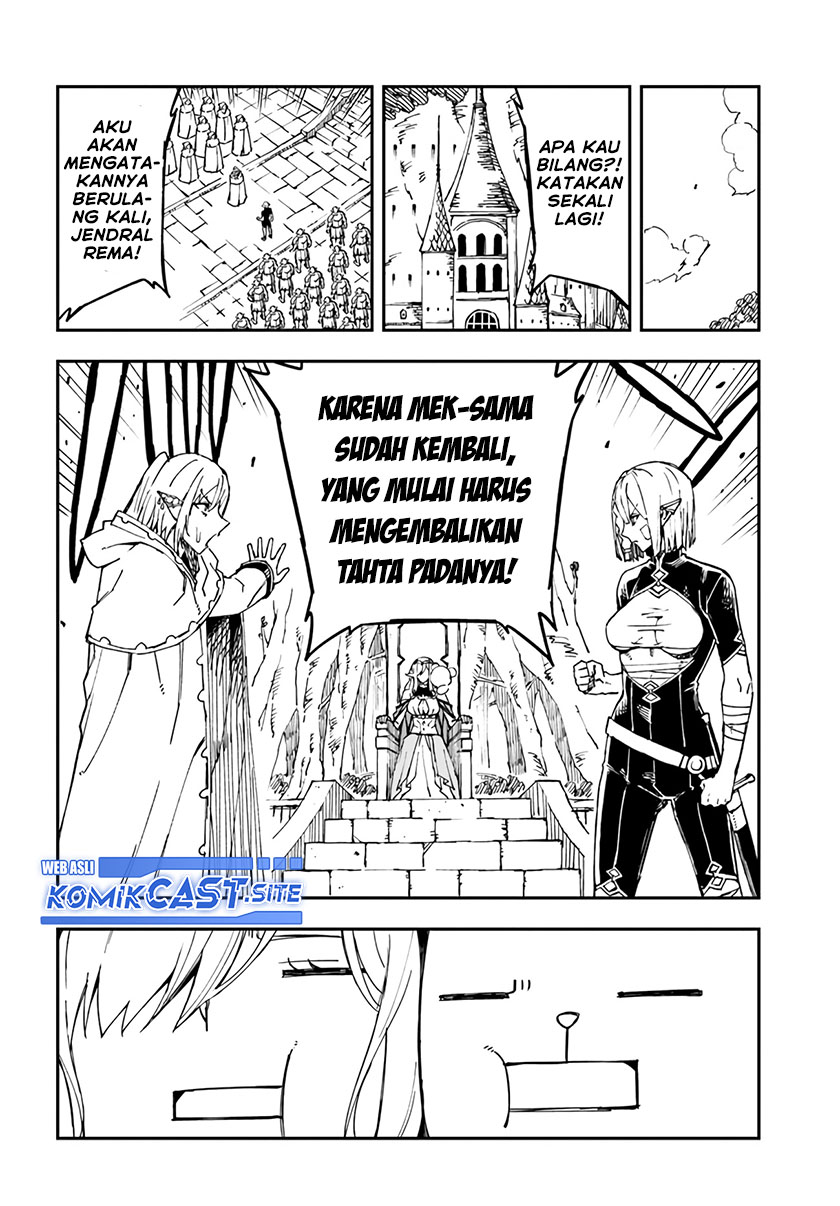 APA KAU
BILANG?!
KATAKAN
SEKALI
LAGI!
AKU
AKAN
MENGATA-
KANNYA
BERULA-
NG KALI,
JENDRAL
REMA!
KARENA MEK-SAMA
SUDAH KEMBALI,
YANG MULAI HARUS
MENGEMBALIKAN
TAHTA PADANYA!
WEB ASLI
KOMIKCAST.SITE